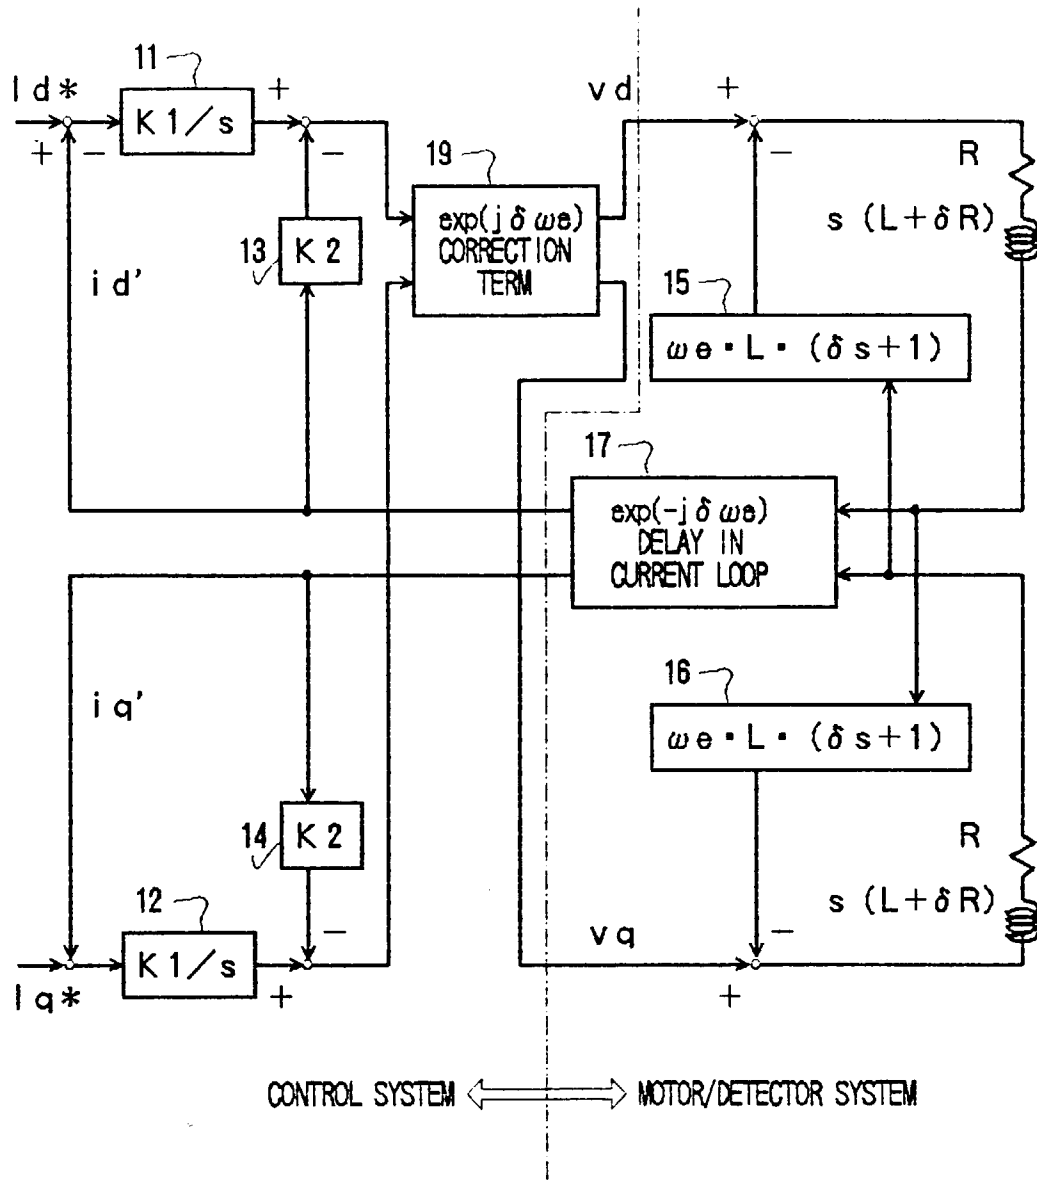 11
Id*
K1/s
+
+ −
−
vd
+
−
R
19
exp(jδωe)
CORRECTION
TERM
s (L+δR)
13
K2
id'
15
ωe・L・(δs+1)
17
exp(-jδωe)
DELAY IN
CURRENT LOOP
16
iq'
ωe・L・(δs+1)
14
K2
R
12
s (L+δR)
−
vq
−
K1/s
Iq*
+
+
CONTROL SYSTEM
MOTOR/DETECTOR SYSTEM